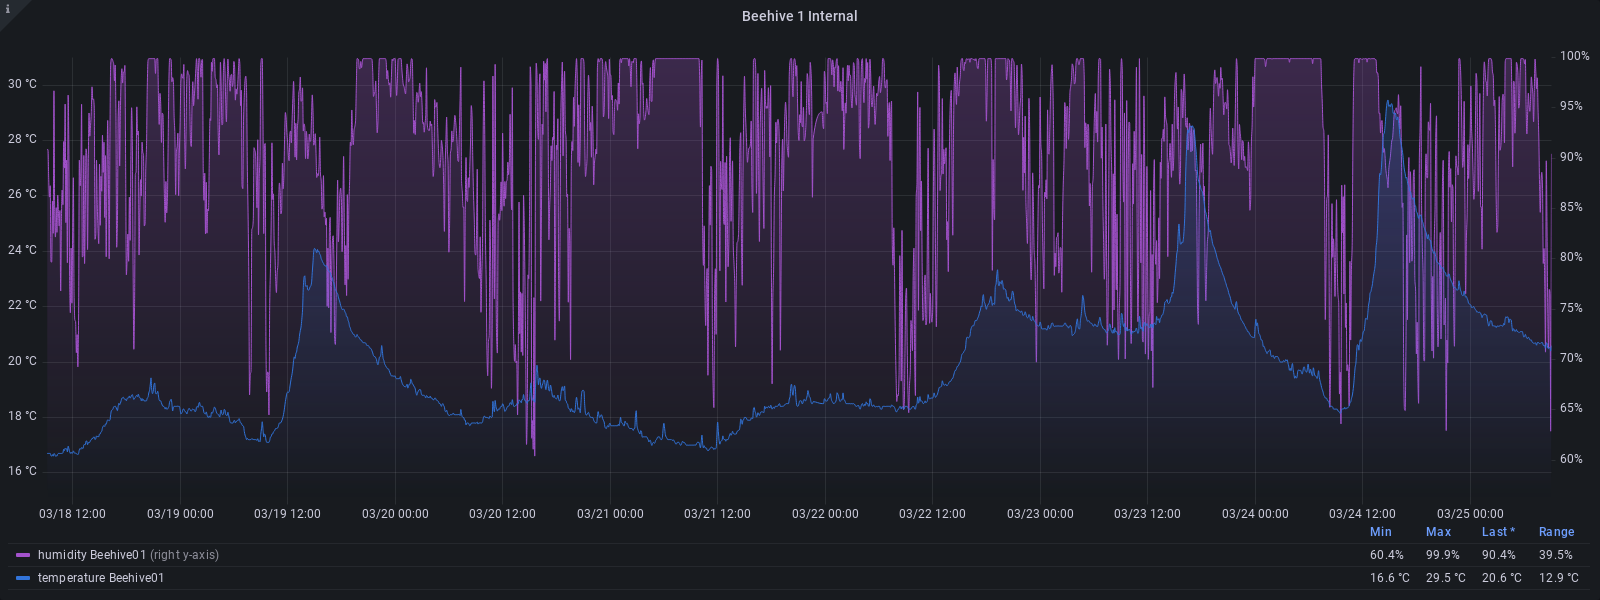 i
Beehive 1 Internal
30 °C
28 °C
26 °C
24 °C
22 °C
20 °C
18 °C
16 °C
100%
95%
90%
85%
80%
75%
70%
65%
60%
03/18 12:00 03/19 00:00 03/19 12:00 03/20 00:00 03/20 12:00 03/21 00:00 03/21 12:00 03/22 00:00 03/22 12:00 03/23 00:00 03/23 12:00 03/24 00:00 03/24 12:00 03/25 00:00
Min Max Last * Range
humidity Beehive01 (right y-axis) 60.4% 99.9% 90.4% 39.5%
temperature Beehive01 16.6 °C 29.5 °C 20.6 °C 12.9 °C